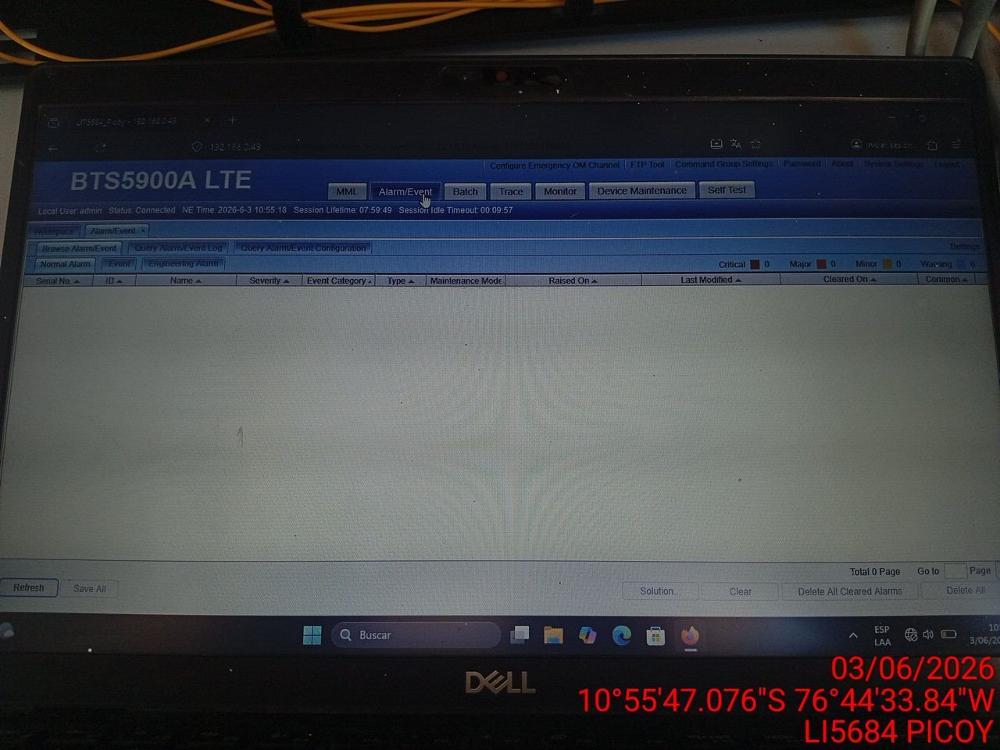 LI5684_Picoy - 192.168.0.49
192.168.0.49
Iniciar sesión
Configure Emergency OM Channel FTP Tool Command Group Settings Password About System Settings Logout
BTS5900A LTE
MML Alarm/Event Batch Trace Monitor Device Maintenance Self Test
Local User: admin Status: Connected NE Time: 2026-6-3 10:55:18 Session Lifetime: 07:59:49 Session Idle Timeout: 00:09:57
Workspace Alarm/Event
Browse Alarm/Event Query Alarm/Event Log Query Alarm/Event Configuration Settings
Normal Alarm Event Engineering Alarm Critical 0 Major 0 Minor 0 Warning 0
Serial No. ID Name Severity Event Category Type Maintenance Mode Raised On Last Modified Cleared On Common
Total 0 Page Go to Page
Refresh Save All Solution... Clear Delete All Cleared Alarms Delete All
Buscar
ESP
LAA
10
3/06/20
DELL
03/06/2026
10°55'47.076"S 76°44'33.84"W
LI5684 PICOY